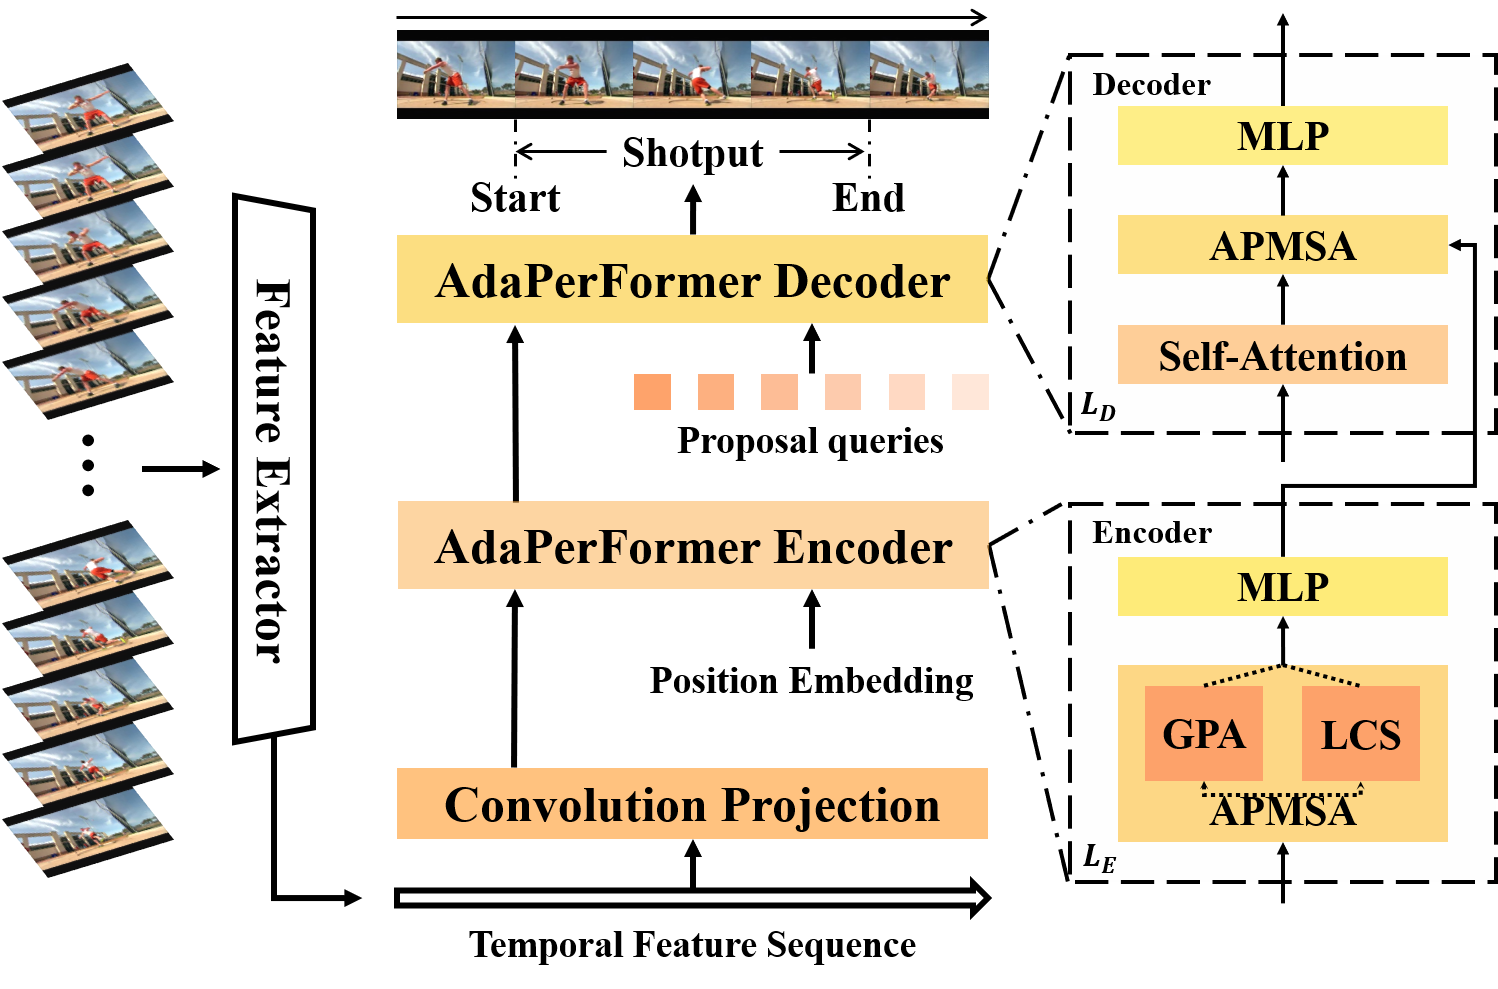 Shotput
Start
End
AdaPerFormer Decoder
Proposal queries
AdaPerFormer Encoder
Position Embedding
Convolution Projection
Temporal Feature Sequence
Feature Extractor
Decoder
MLP
APMSA
Self-Attention
L_D
Encoder
MLP
GPA
LCS
APMSA
L_E